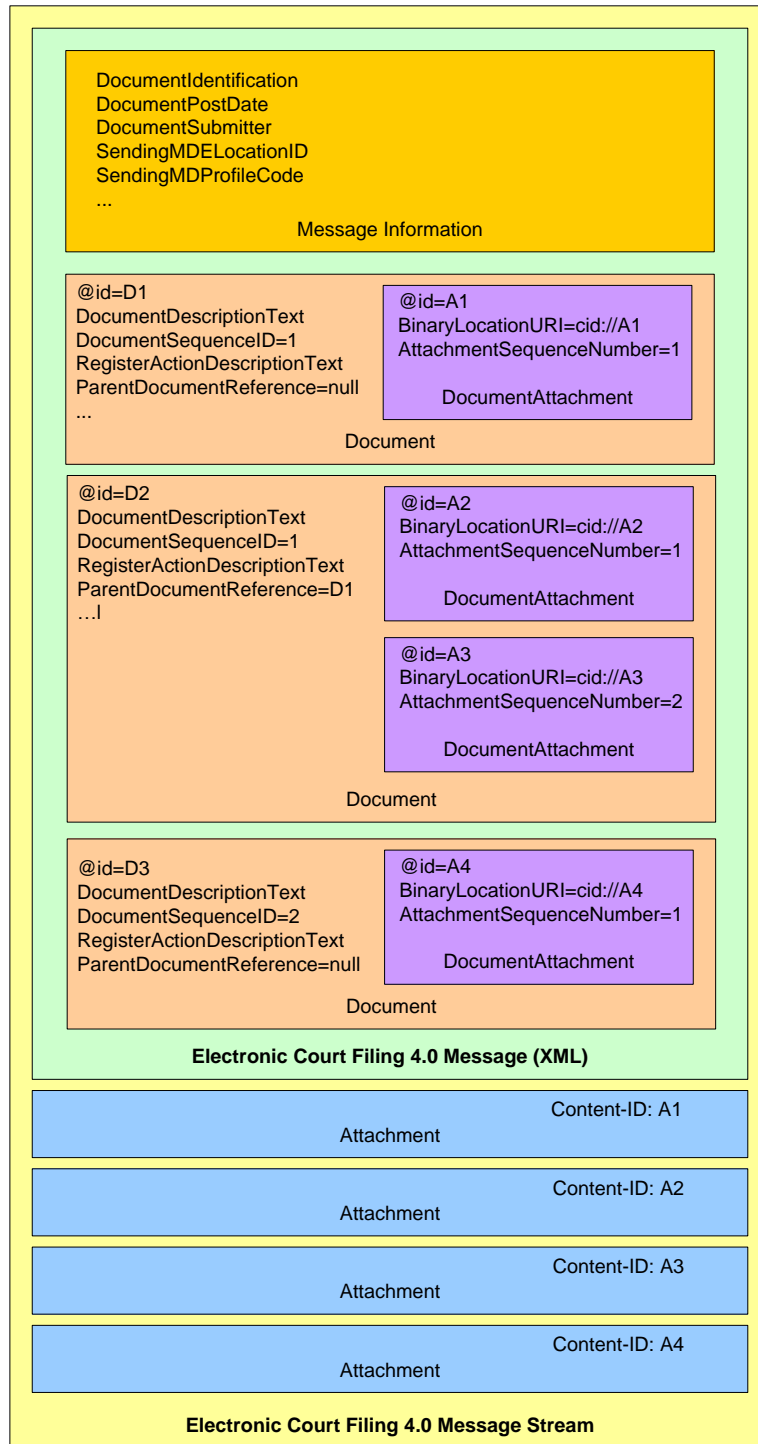 DocumentIdentification
DocumentPostDate
DocumentSubmitter
SendingMDELocationID
SendingMDProfileCode
...
Message Information
@id=D1
DocumentDescriptionText
DocumentSequenceID=1
RegisterActionDescriptionText
ParentDocumentReference=null
...
@id=A1
BinaryLocationURI=cid://A1
AttachmentSequenceNumber=1
DocumentAttachment
Document
@id=D2
DocumentDescriptionText
DocumentSequenceID=1
RegisterActionDescriptionText
ParentDocumentReference=D1
…l
@id=A2
BinaryLocationURI=cid://A2
AttachmentSequenceNumber=1
DocumentAttachment
@id=A3
BinaryLocationURI=cid://A3
AttachmentSequenceNumber=2
DocumentAttachment
Document
@id=D3
DocumentDescriptionText
DocumentSequenceID=2
RegisterActionDescriptionText
ParentDocumentReference=null
@id=A4
BinaryLocationURI=cid://A4
AttachmentSequenceNumber=1
DocumentAttachment
Document
Electronic Court Filing 4.0 Message (XML)
Content-ID: A1
Attachment
Content-ID: A2
Attachment
Content-ID: A3
Attachment
Content-ID: A4
Attachment
Electronic Court Filing 4.0 Message Stream